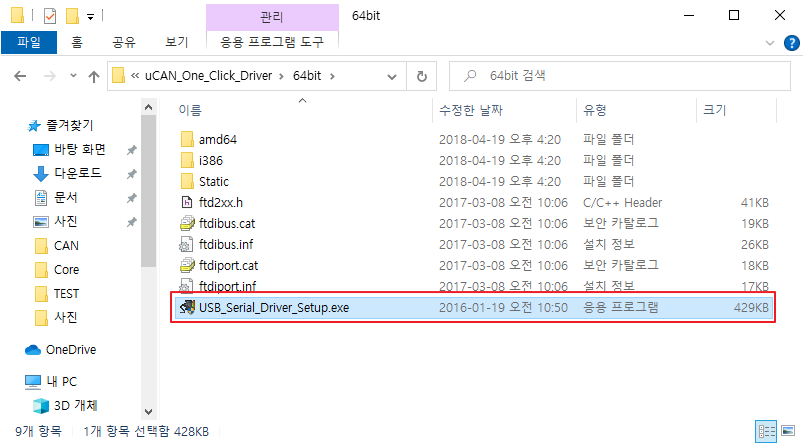 관리
64bit
파일
홈
공유
보기
응용 프로그램 도구
« uCAN_One_Click_Driver › 64bit ›
64bit 검색
이름
수정한 날짜
유형
크기
즐겨찾기
바탕 화면
다운로드
문서
사진
CAN
Core
TEST
사진
OneDrive
내 PC
3D 개체
amd64 2018-04-19 오후 4:20 파일 폴더
i386 2018-04-19 오후 4:20 파일 폴더
Static 2018-04-19 오후 4:20 파일 폴더
ftd2xx.h 2017-03-08 오전 10:06 C/C++ Header 41KB
ftdibus.cat 2017-03-08 오전 10:06 보안 카탈로그 19KB
ftdibus.inf 2017-03-08 오전 10:06 설치 정보 26KB
ftdiport.cat 2017-03-08 오전 10:06 보안 카탈로그 18KB
ftdiport.inf 2017-03-08 오전 10:06 설치 정보 17KB
USB_Serial_Driver_Setup.exe 2016-01-19 오전 10:50 응용 프로그램 429KB
9개 항목
1개 항목 선택함 428KB